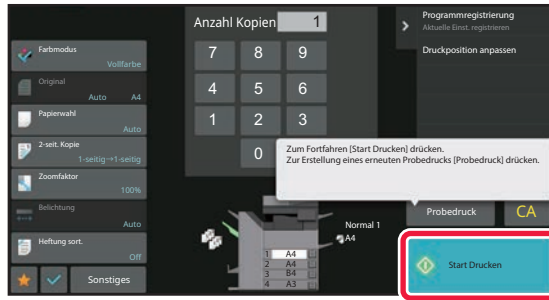 Farbmodus
Vollfarbe
Original
Auto A4
Papierwahl
Auto
2-seit. Kopie
1-seitig→1-seitig
Zoomfaktor
100%
Belichtung
Auto
Heftung sort.
Off
Sonstiges
Anzahl Kopien 1
7 8 9
4 5 6
1 2 3
0
Zum Fortfahren [Start Drucken] drücken.
Zur Erstellung eines erneuten Probedrucks [Probedruck] drücken.
Normal 1
A4
1 A4
2 A4
3 B4
4 A3
Programmregistrierung
Aktuelle Einst. registrieren
Druckposition anpassen
Probedruck
CA
Start Drucken